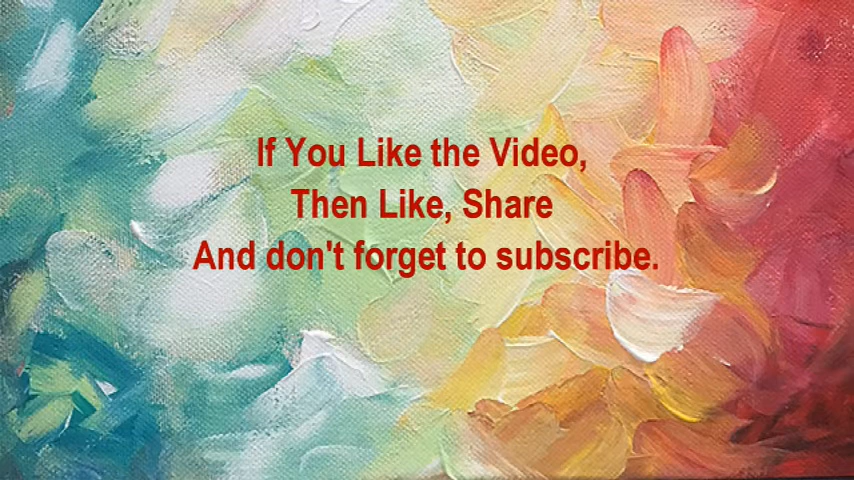 If You Like the Video,
Then Like, Share
And don't forget to subscribe.